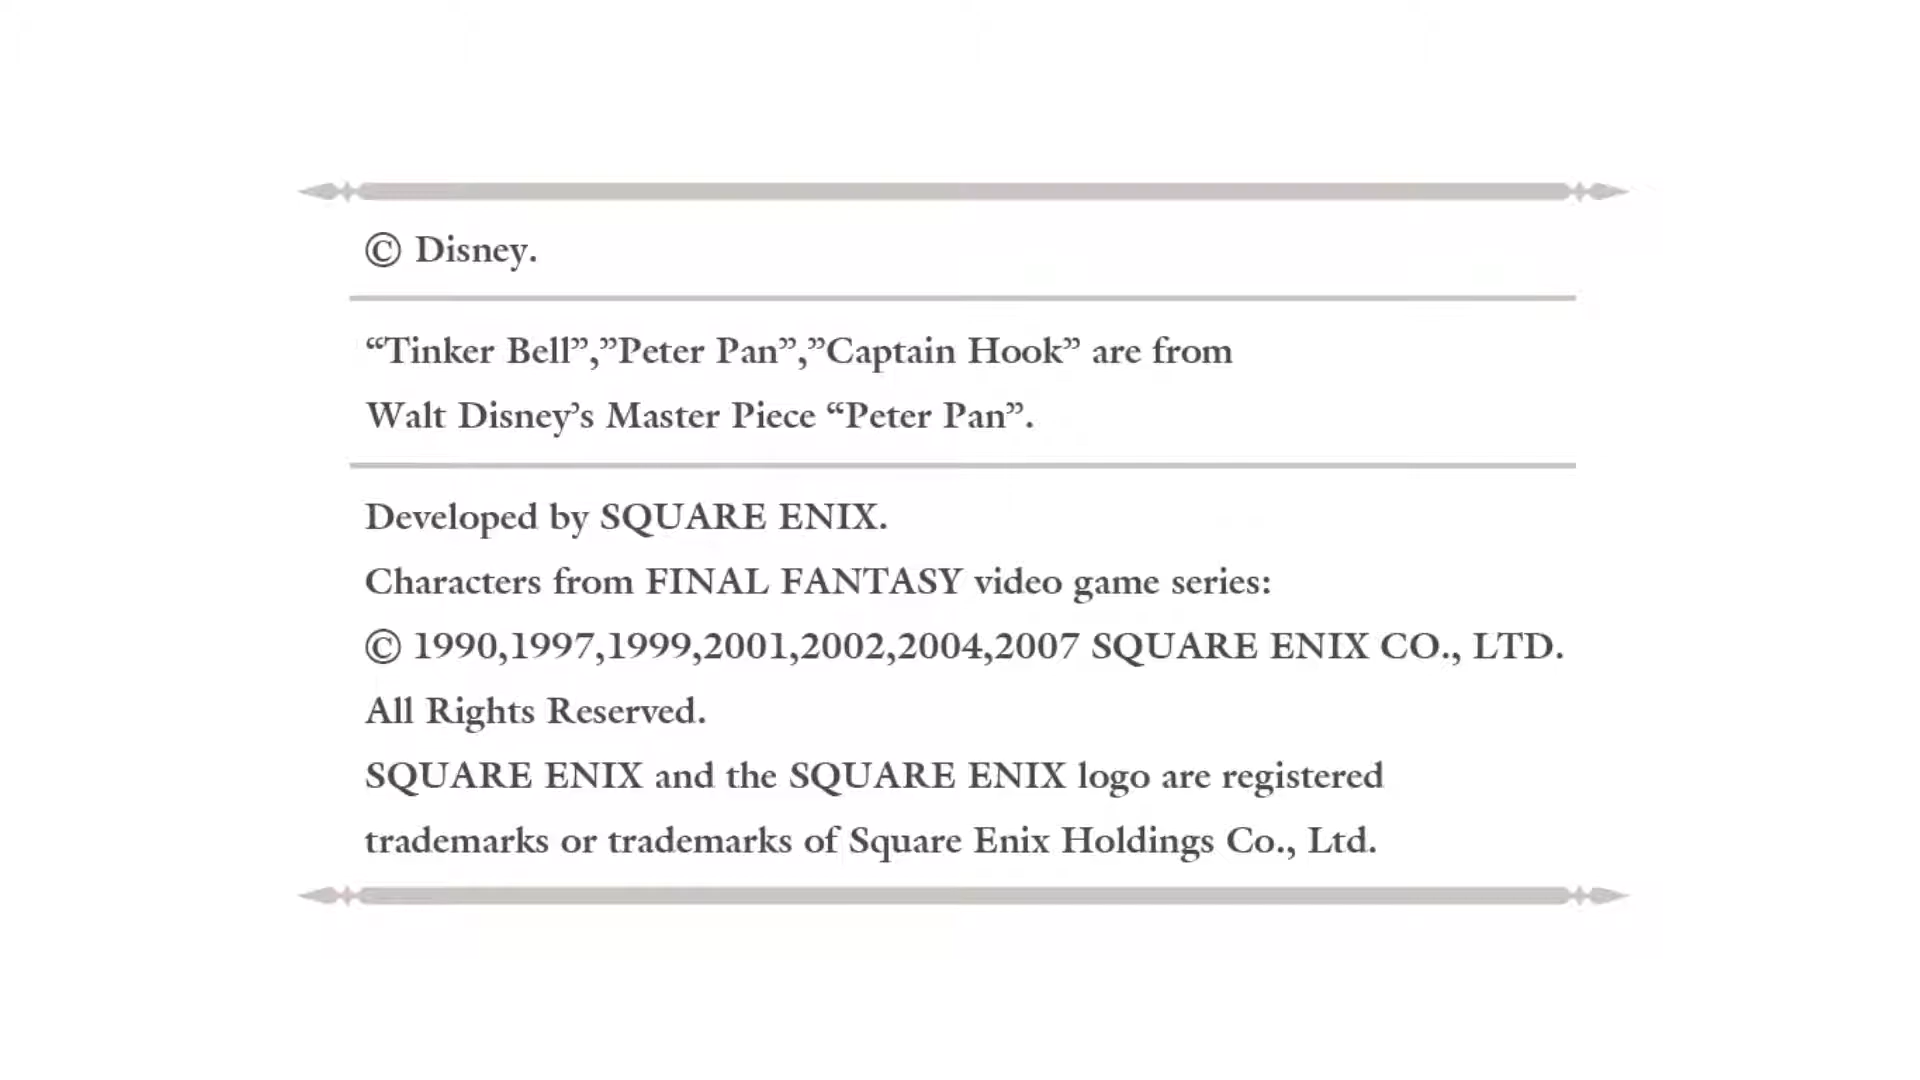 © Disney.
“Tinker Bell”,”Peter Pan”,”Captain Hook” are from
Walt Disney’s Master Piece “Peter Pan”.
Developed by SQUARE ENIX.
Characters from FINAL FANTASY video game series:
© 1990,1997,1999,2001,2002,2004,2007 SQUARE ENIX CO., LTD.
All Rights Reserved.
SQUARE ENIX and the SQUARE ENIX logo are registered
trademarks or trademarks of Square Enix Holdings Co., Ltd.